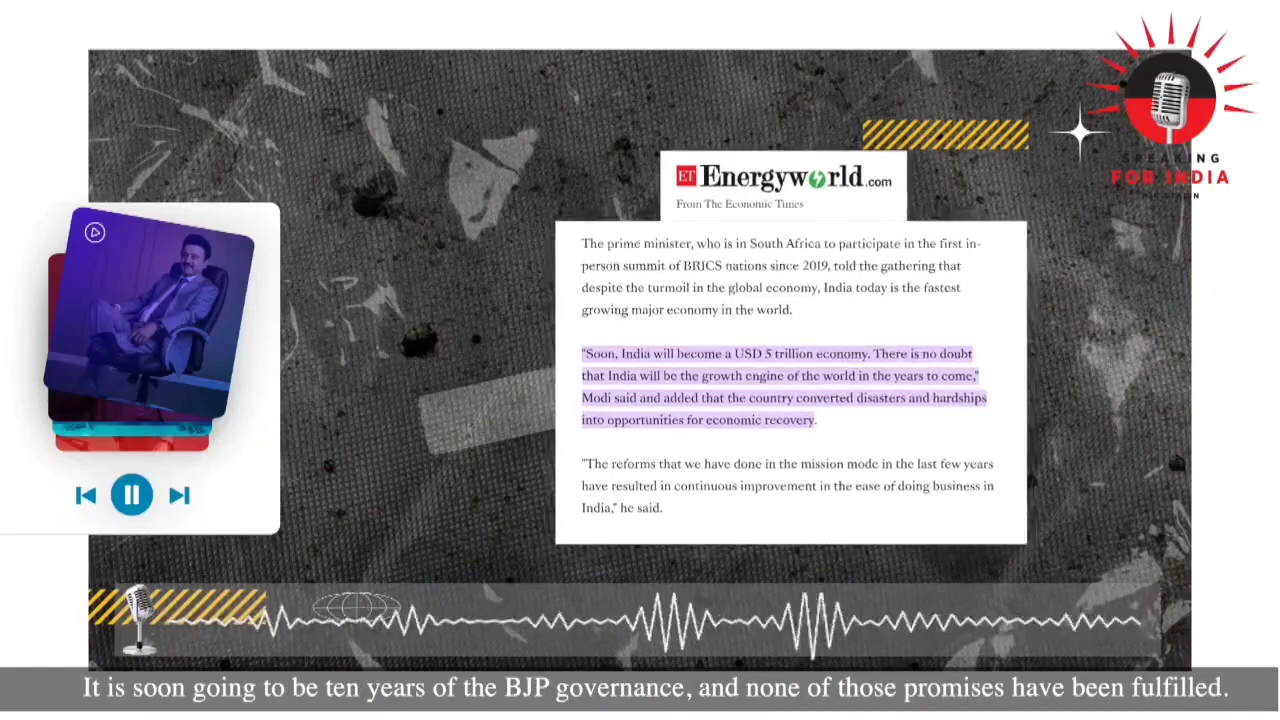 SPEAKING
FOR INDIA
ET Energyworld.com
From The Economic Times
The prime minister, who is in South Africa to participate in the first in-
person summit of BRICS nations since 2019, told the gathering that
despite the turmoil in the global economy, India today is the fastest
growing major economy in the world.
"Soon, India will become a USD 5 trillion economy. There is no doubt
that India will be the growth engine of the world in the years to come,"
Modi said and added that the country converted disasters and hardships
into opportunities for economic recovery.
"The reforms that we have done in the mission mode in the last few years
have resulted in continuous improvement in the ease of doing business in
India," he said.
It is soon going to be ten years of the BJP governance, and none of those promises have been fulfilled.